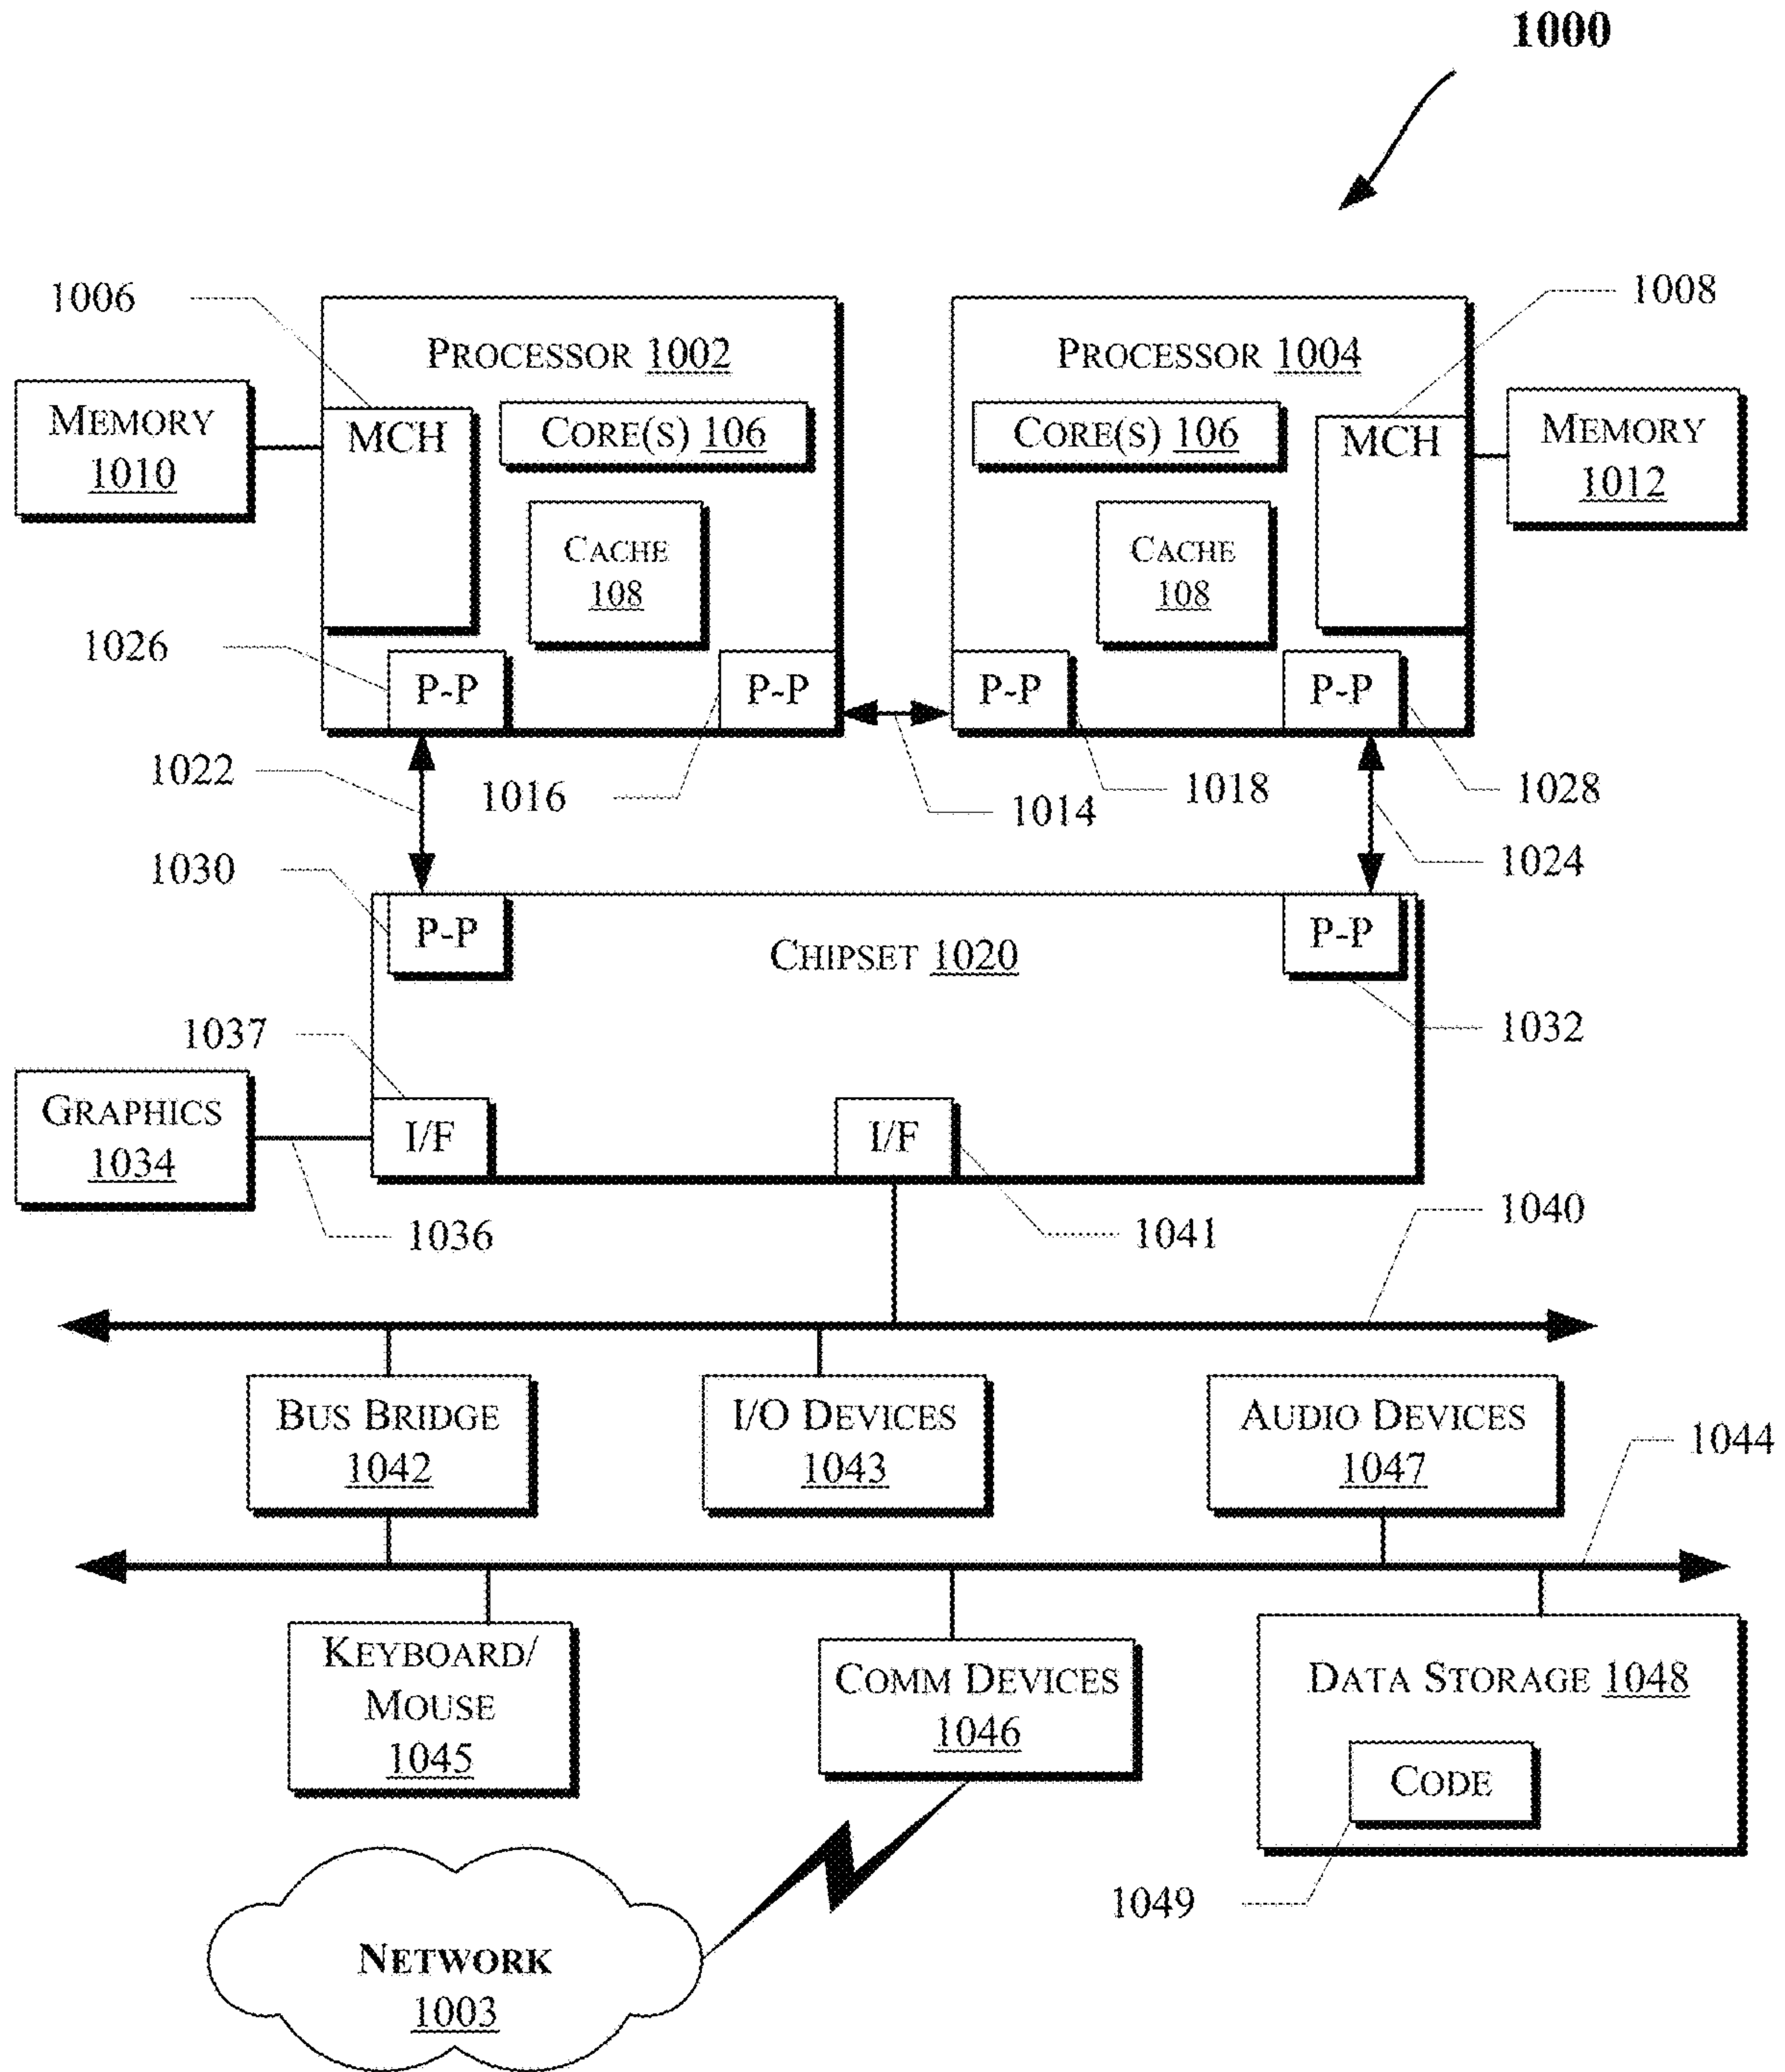 1000
1006
1008
PROCESSOR 1002
PROCESSOR 1004
MEMORY
1010
MCH
CORE(S) 106
CORE(S) 106
MCH
MEMORY
1012
CACHE
108
CACHE
108
1026
P-P
P-P
P-P
P-P
1022
1016
1014
1018
1028
1030
1024
P-P
CHIPSET 1020
P-P
1037
1032
GRAPHICS
1034
I/F
I/F
1036
1041
1040
BUS BRIDGE
1042
I/O DEVICES
1043
AUDIO DEVICES
1047
1044
KEYBOARD/
MOUSE
1045
COMM DEVICES
1046
DATA STORAGE 1048
CODE
1049
NETWORK
1003